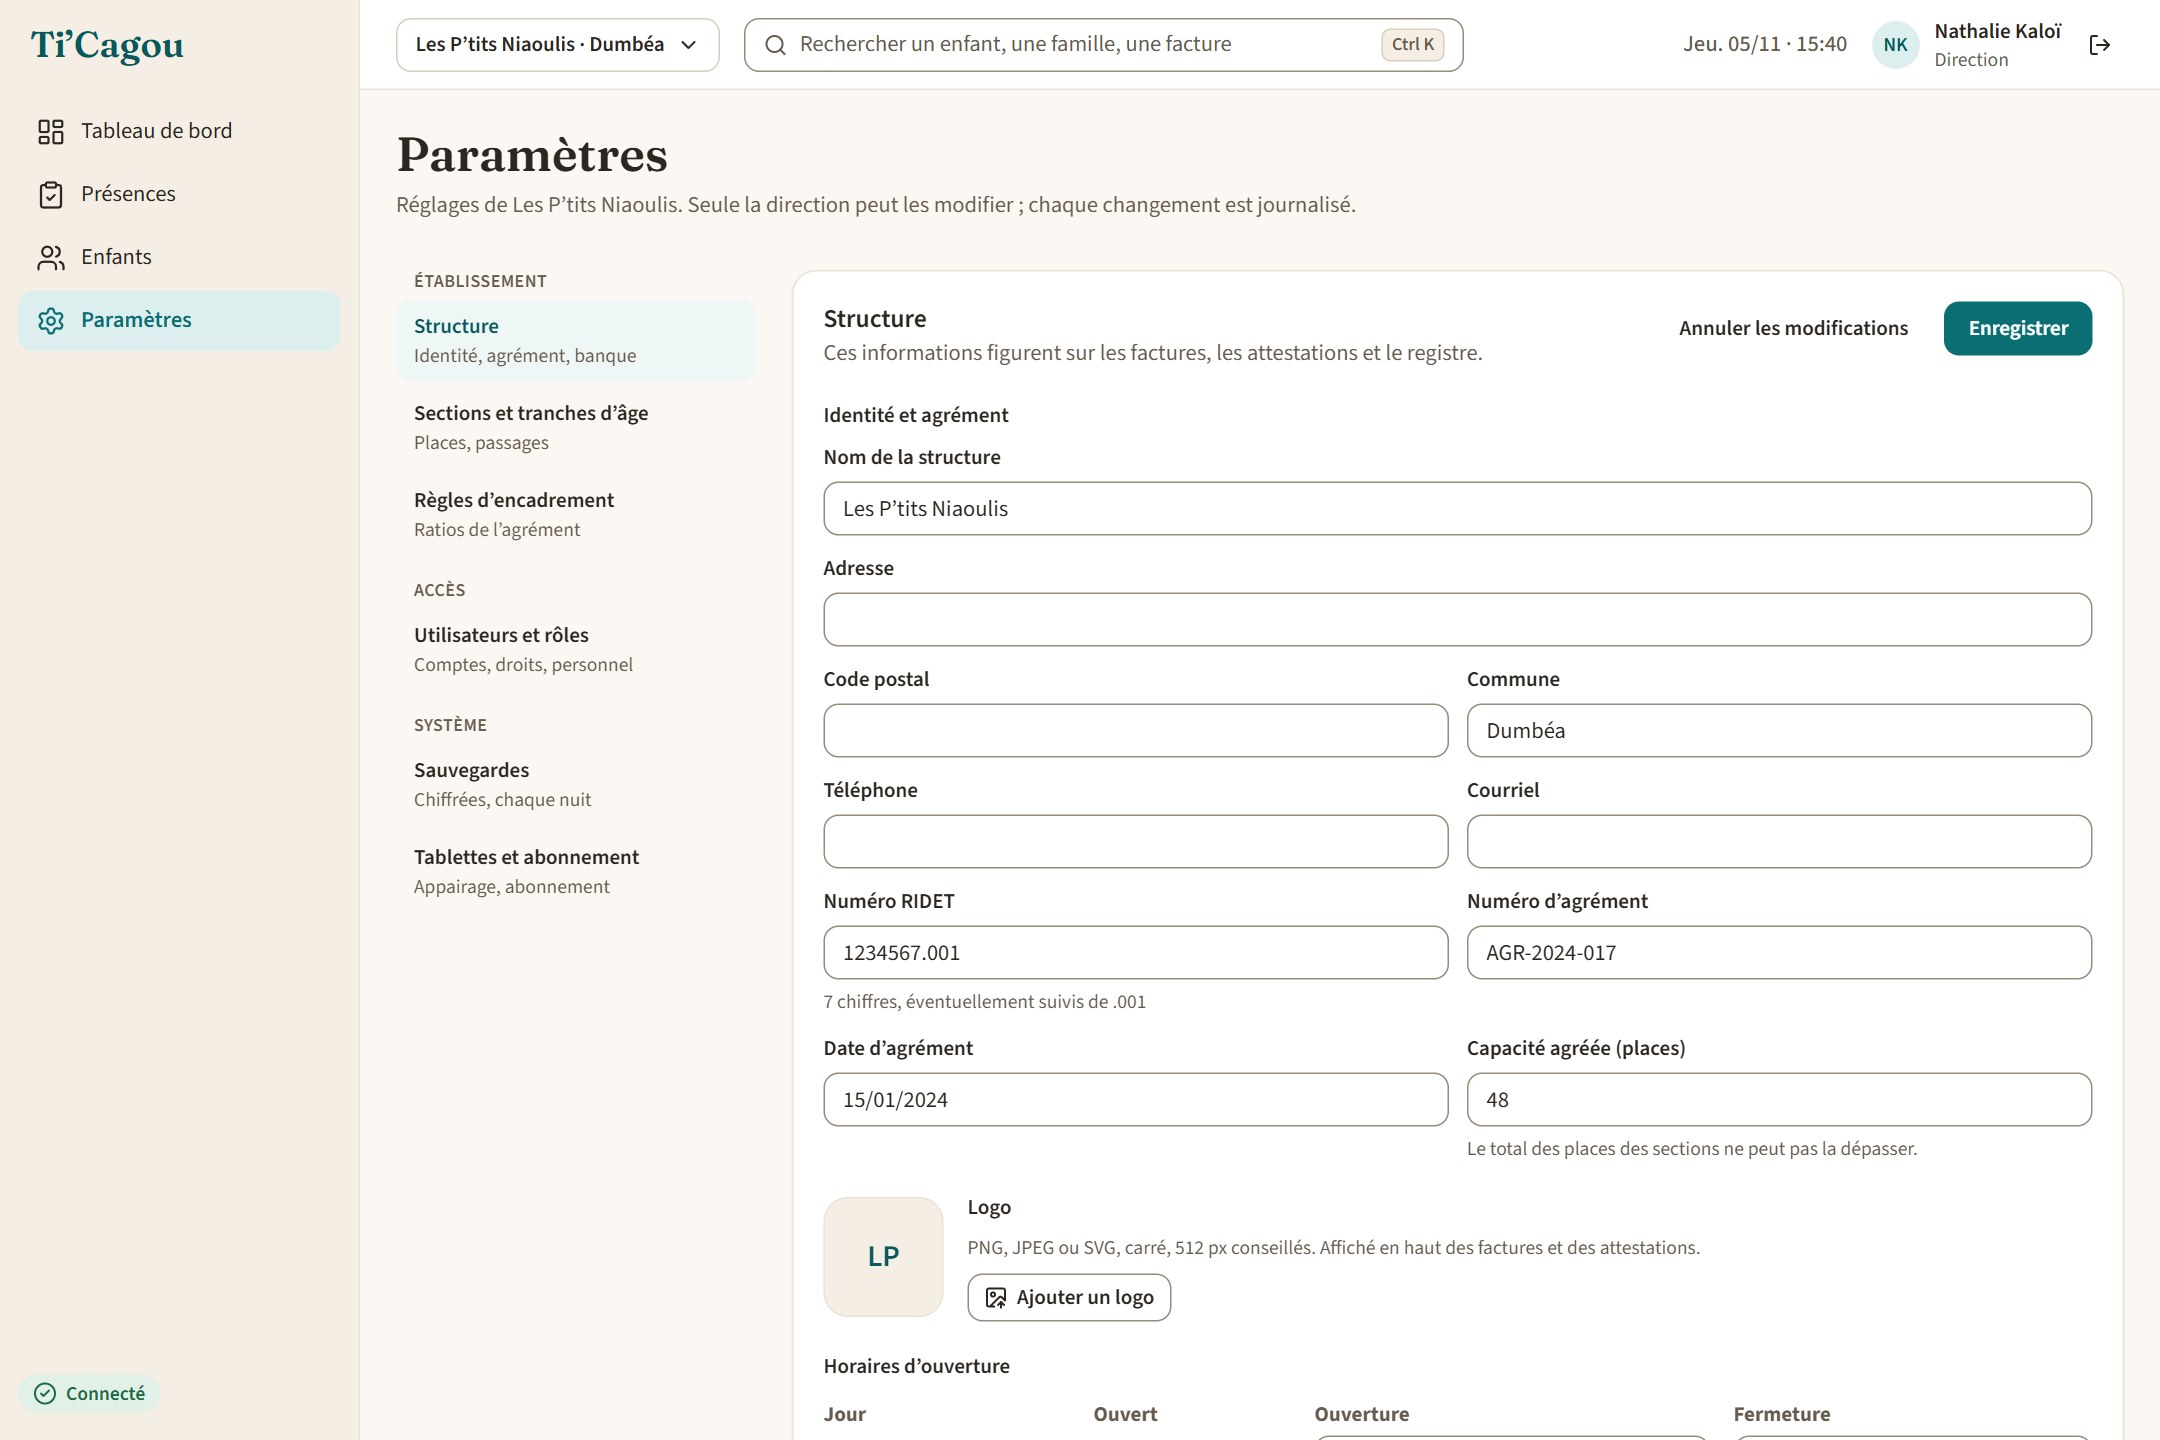 Ti’Cagou
Les P’tits Niaoulis · Dumbéa
Rechercher un enfant, une famille, une facture
Ctrl K
Jeu. 05/11 · 15:40
NK
Nathalie Kaloï
Direction
Tableau de bord
Présences
Enfants
Paramètres
Connecté
Paramètres
Réglages de Les P’tits Niaoulis. Seule la direction peut les modifier ; chaque changement est journalisé.
ÉTABLISSEMENT
Structure
Identité, agrément, banque
Sections et tranches d’âge
Places, passages
Règles d’encadrement
Ratios de l’agrément
ACCÈS
Utilisateurs et rôles
Comptes, droits, personnel
SYSTÈME
Sauvegardes
Chiffrées, chaque nuit
Tablettes et abonnement
Appairage, abonnement
Structure
Ces informations figurent sur les factures, les attestations et le registre.
Annuler les modifications
Enregistrer
Identité et agrément
Nom de la structure
Les P’tits Niaoulis
Adresse
Code postal
Commune
Dumbéa
Téléphone
Courriel
Numéro RIDET
1234567.001
7 chiffres, éventuellement suivis de .001
Numéro d’agrément
AGR-2024-017
Date d’agrément
15/01/2024
Capacité agréée (places)
48
Le total des places des sections ne peut pas la dépasser.
LP
Logo
PNG, JPEG ou SVG, carré, 512 px conseillés. Affiché en haut des factures et des attestations.
Ajouter un logo
Horaires d’ouverture
Jour
Ouvert
Ouverture
Fermeture